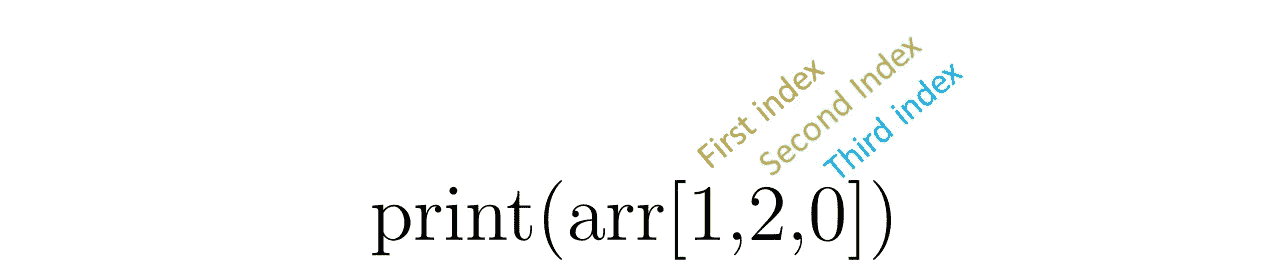 First index
Second Index
Third index
print(arr[1,2,0])